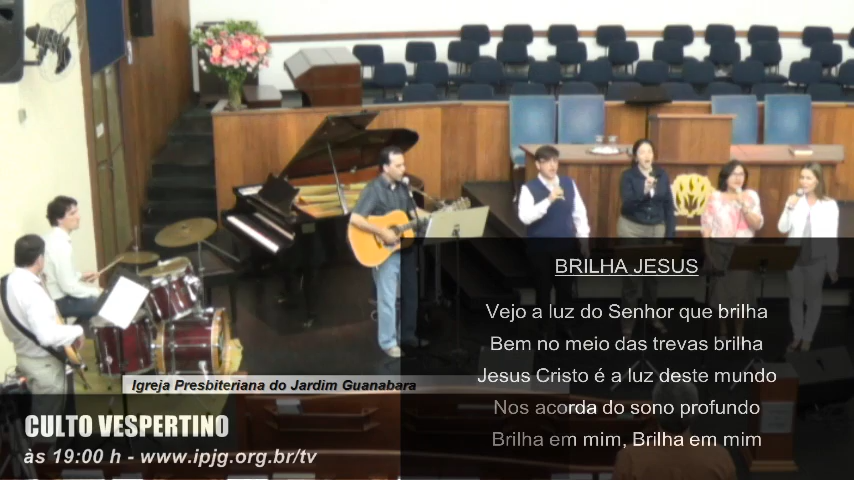 BRILHA JESUS
Vejo a luz do Senhor que brilha
Bem no meio das trevas brilha
Jesus Cristo é a luz deste mundo
Nos acorda do sono profundo
Brilha em mim, Brilha em mim
Igreja Presbiteriana do Jardim Guanabara
CULTO VESPERTINO
às 19:00 h - www.ipjg.org.br/tv